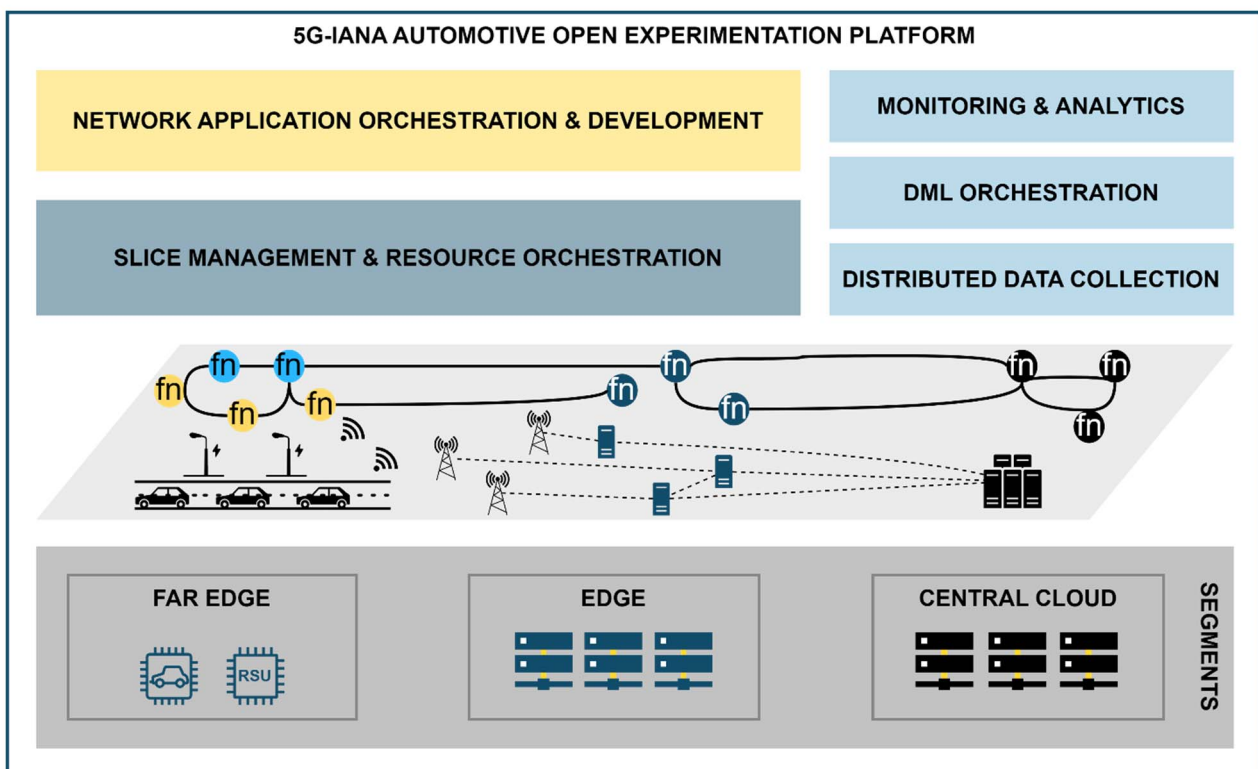 5G-IANA AUTOMOTIVE OPEN EXPERIMENTATION PLATFORM
NETWORK APPLICATION ORCHESTRATION & DEVELOPMENT
MONITORING & ANALYTICS
DML ORCHESTRATION
SLICE MANAGEMENT & RESOURCE ORCHESTRATION
DISTRIBUTED DATA COLLECTION
fn
fn
fn
fn
fn
fn
fn
fn
fn
fn
fn
fn
FAR EDGE
EDGE
CENTRAL CLOUD
SEGMENTS
RSU